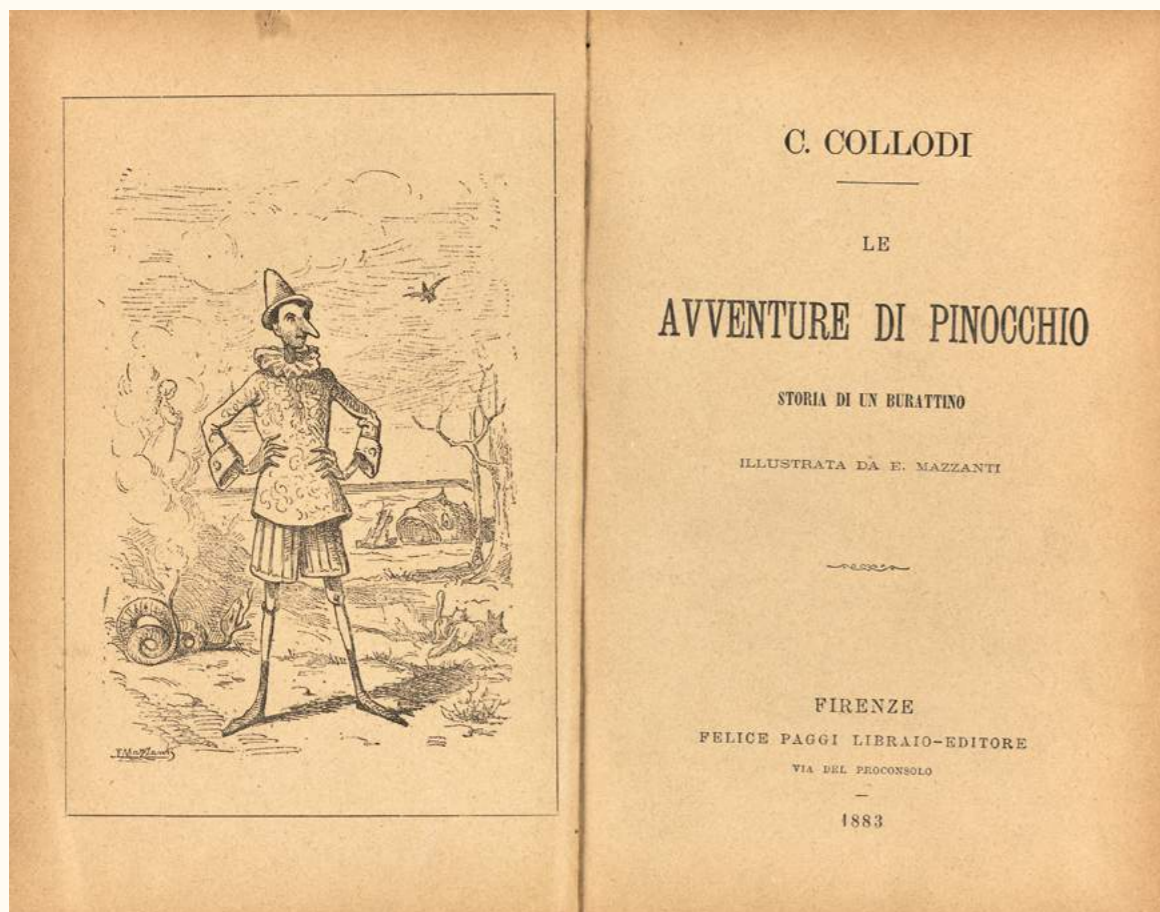 E. Mazzanti
C. COLLODI
LE
AVVENTURE DI PINOCCHIO
STORIA DI UN BURATTINO
ILLUSTRATA DA E. MAZZANTI
FIRENZE
FELICE PAGGI LIBRAIO-EDITORE
VIA DEL PROCONSOLO
1883